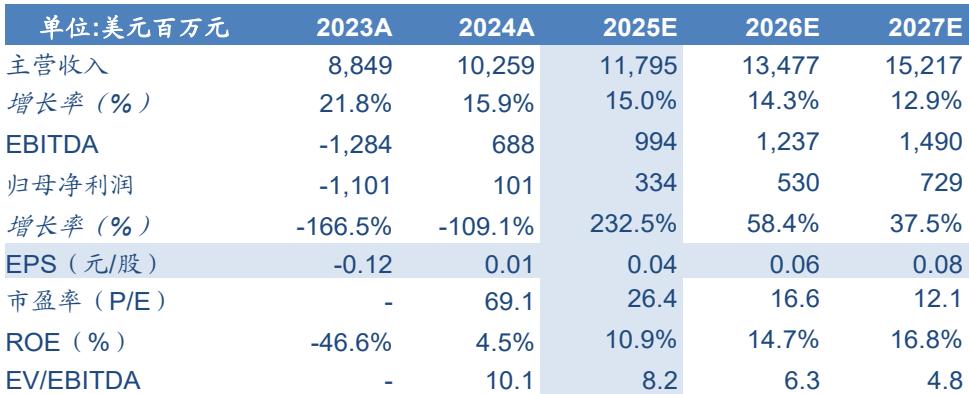 单位:美元百万元 2023A 2024A 2025E 2026E 2027E
主营收入 8,849 10,259 11,795 13,477 15,217
增长率（%） 21.8% 15.9% 15.0% 14.3% 12.9%
EBITDA -1,284 688 994 1,237 1,490
归母净利润 -1,101 101 334 530 729
增长率（%） -166.5% -109.1% 232.5% 58.4% 37.5%
EPS（元/股） -0.12 0.01 0.04 0.06 0.08
市盈率（P/E） - 69.1 26.4 16.6 12.1
ROE（%） -46.6% 4.5% 10.9% 14.7% 16.8%
EV/EBITDA - 10.1 8.2 6.3 4.8